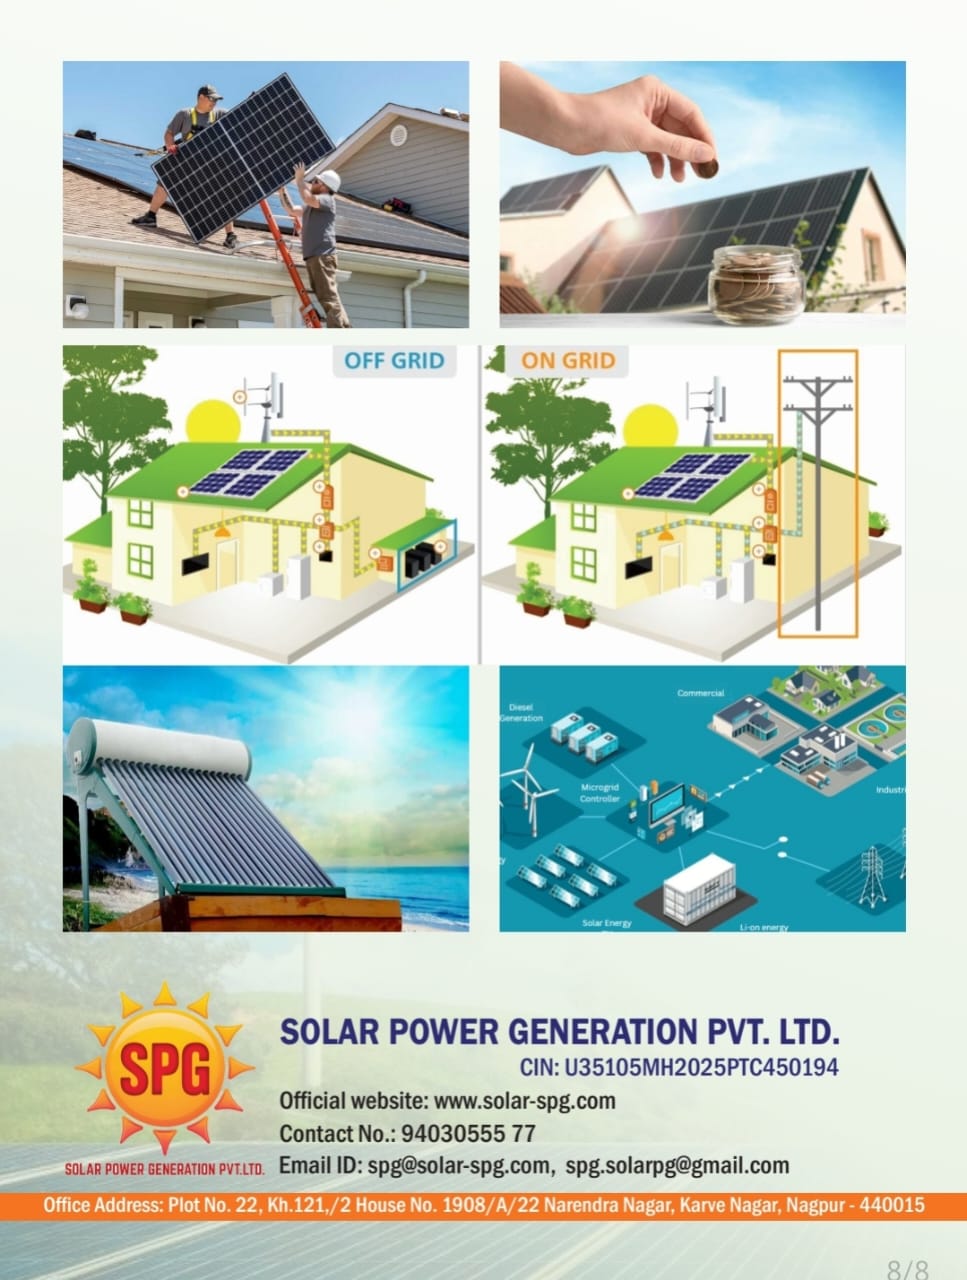 OFF GRID
ON GRID
Diesel
Generation
Commercial
Microgrid
Controller
Solar Energy
Li-on energy
SPG
SOLAR POWER GENERATION PVT.LTD.
SOLAR POWER GENERATION PVT. LTD.
CIN: U35105MH2025PTC450194
Official website: www.solar-spg.com
Contact No.: 94030555 77
Email ID: spg@solar-spg.com, spg.solarpg@gmail.com
Office Address: Plot No. 22, Kh.121,/2 House No. 1908/A/22 Narendra Nagar, Karve Nagar, Nagpur - 440015
8/8